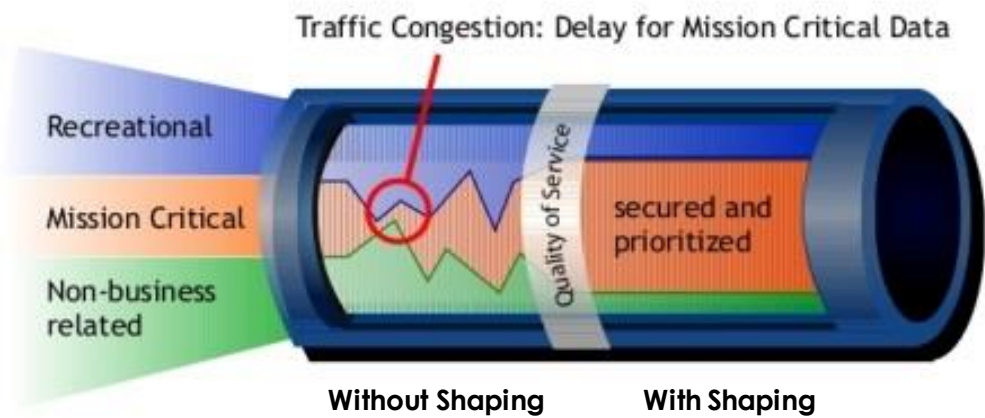 Traffic Congestion: Delay for Mission Critical Data
Recreational
Mission Critical
Non-business
related
Quality of Service
secured and
prioritized
Without Shaping
With Shaping